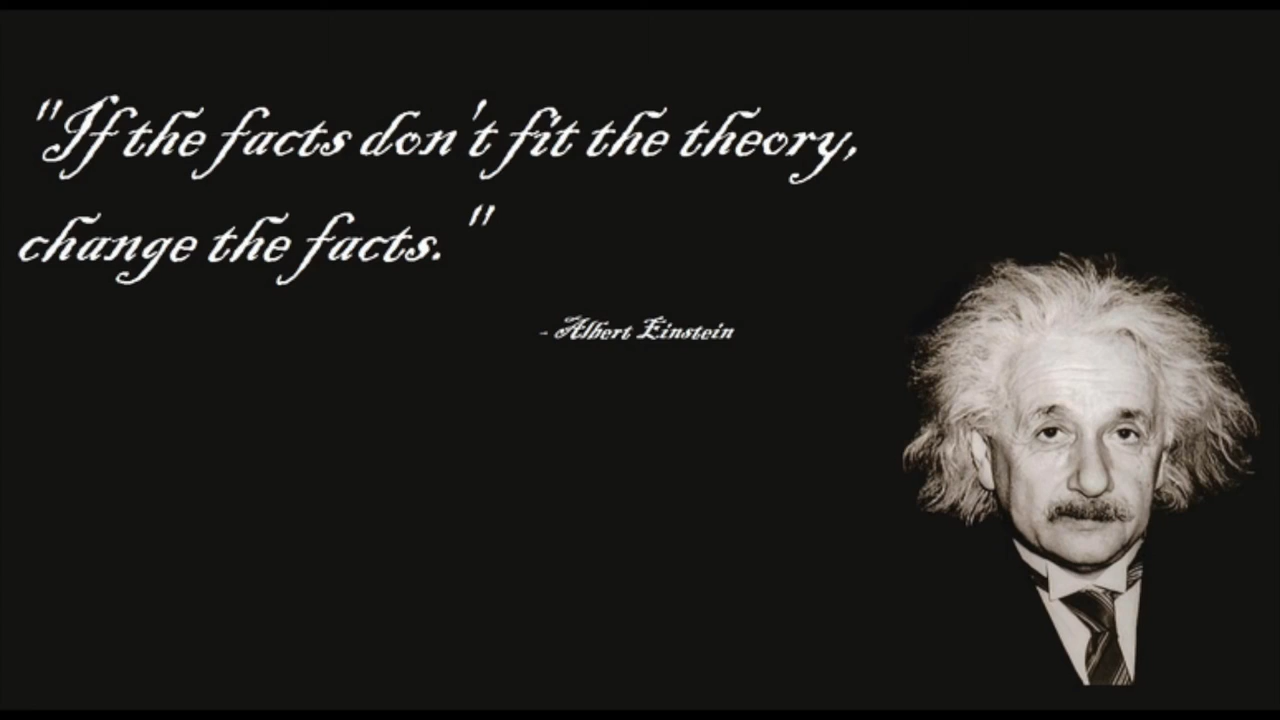 "If the facts don't fit the theory,
change the facts."
- Albert Einstein